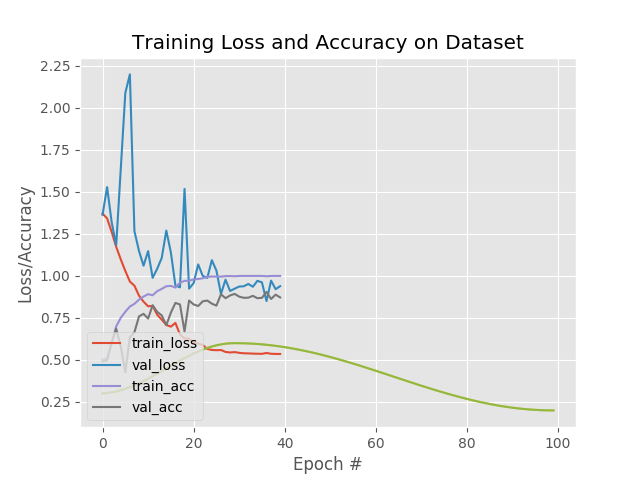 Training Loss and Accuracy on Dataset
2.25
2.00
1.75
1.50
1.25
1.00
0.75
0.50
0.25
Loss/Accuracy
train_loss
val_loss
train_acc
val_acc
0 20 40 60 80 100
Epoch #